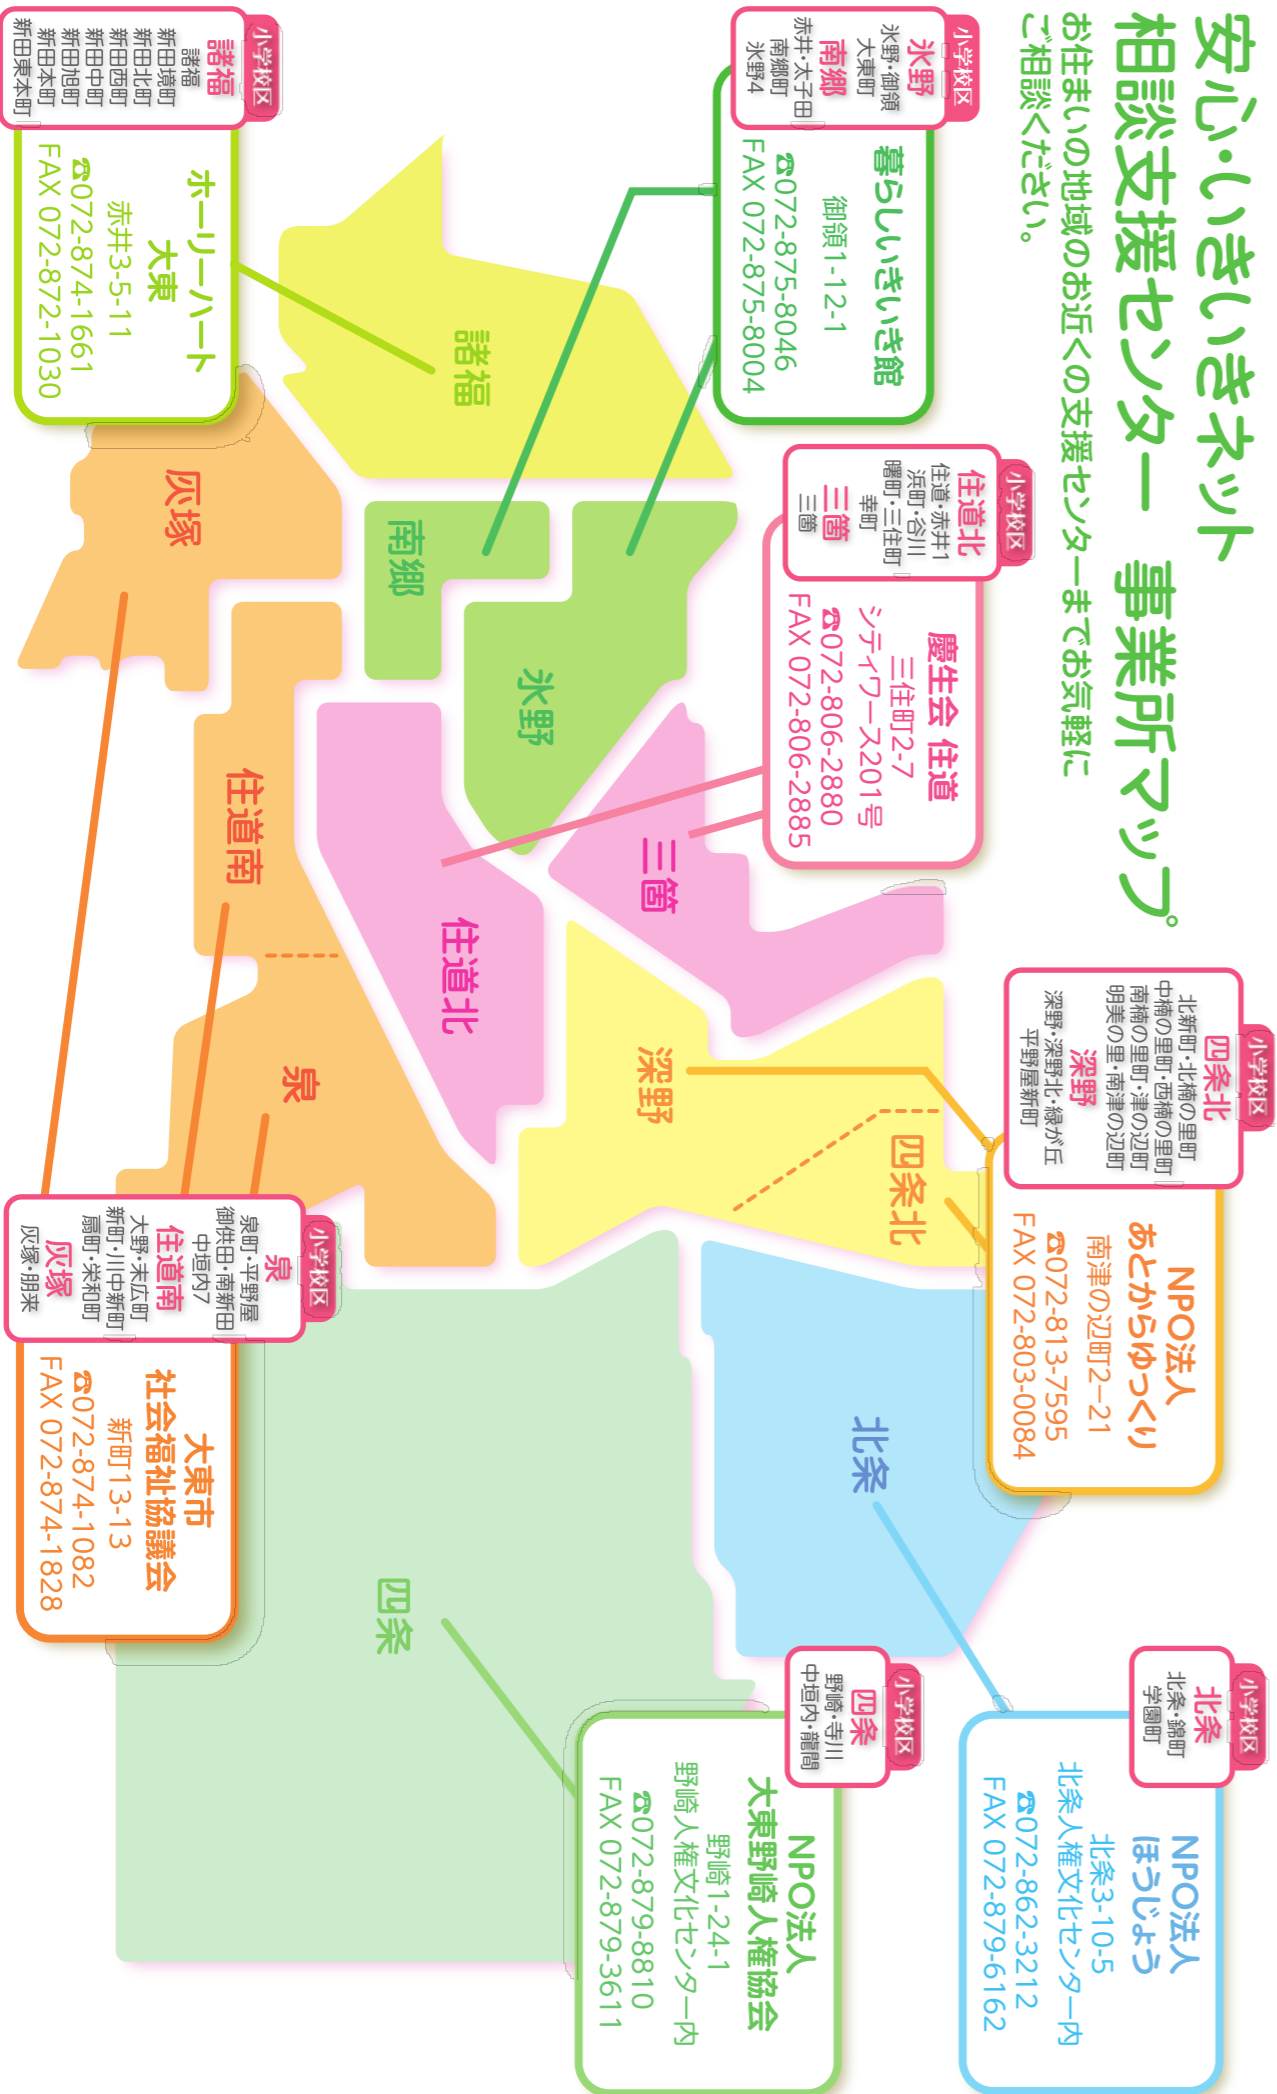 安心・いきいきネット
相談支援センター 事業所マップ
お住まいの地域のお近くの支援センターまでお気軽に
ご相談ください。
小学校区
氷野
氷野・御領
大東町
南郷
赤井・太子田
南郷町
氷野4
暮らしいきいき館
御領1-12-1
☎072-875-8046
FAX 072-875-8004
小学校区
住道北
住道・赤井1
浜町・谷川
曙町・三住町
幸町
三箇
三箇
慶生会 住道
三住町2-7
シティワース201号
☎072-806-2880
FAX 072-806-2885
小学校区
四条北
北新町・北楠の里町
中楠の里町・西楠の里町
南楠の里町・津の辺町
明美の里・南津の辺町
深野
深野・深野北・緑が丘
平野屋新町
NPO法人
あとからゆっくり
南津の辺町2−21
☎072-813-7595
FAX 072-803-0084
小学校区
北条
北条・錦町
学園町
NPO法人
ほうじょう
北条3-10-5
北条人権文化センター内
☎072-862-3212
FAX 072-879-6162
小学校区
四条
野崎・寺川
中垣内・龍間
NPO法人
大東野崎人権協会
野崎1-24-1
野崎人権文化センター内
☎072-879-8810
FAX 072-879-3611
小学校区
諸福
諸福
新田境町
新田北町
新田西町
新田中町
新田旭町
新田本町
新田東本町
ホーリーハート
大東
赤井3-5-11
☎072-874-1661
FAX 072-872-1030
小学校区
泉
泉町・平野屋
御供田・南新田
中垣内7
住道南
大野・末広町
新町・川中新町
扇町・栄和町
灰塚
灰塚・朋来
大東市
社会福祉協議会
新町13-13
☎072-874-1082
FAX 072-874-1828
諸福
南郷
氷野
三箇
住道北
深野
四条北
北条
四条
灰塚
住道南
泉